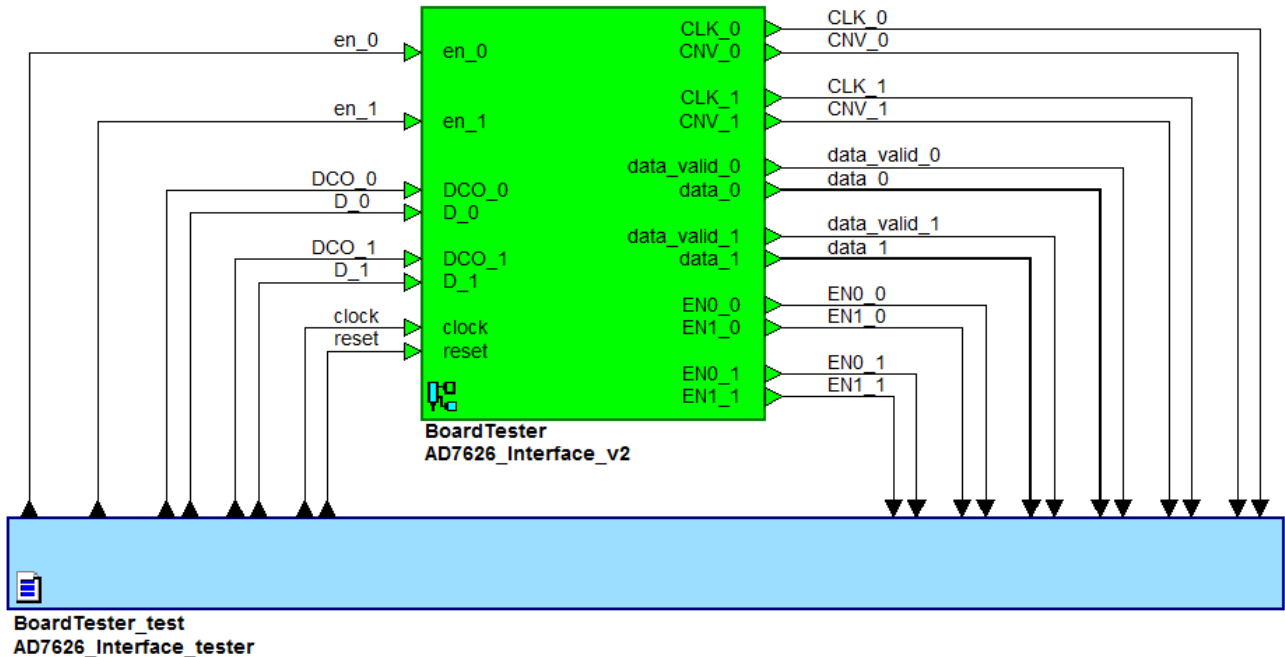 CLK_0
CLK_0
en_0
en_0
CNV_0
CNV_0
CLK_1
CLK_1
en_1
en_1
CNV_1
CNV_1
data_valid_0
data_valid_0
DCO_0
DCO_0
data_0
data_0
D_0
D_0
data_valid_1
data_valid_1
DCO_1
DCO_1
data_1
data_1
D_1
D_1
EN0_0
EN0_0
clock
clock
EN1_0
EN1_0
reset
reset
EN0_1
EN0_1
EN1_1
EN1_1
BoardTester
AD7626_Interface_v2
BoardTester_test
AD7626_Interface_tester